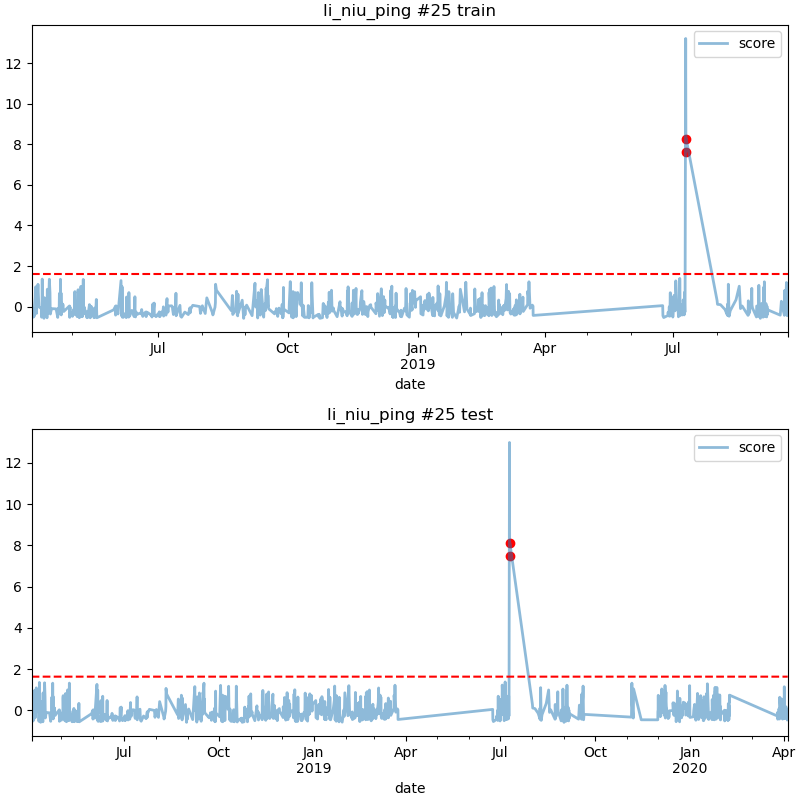 li_niu_ping #25 train
score
12
10
8
6
4
2
0
Jul
Oct
Jan
2019
Apr
Jul
date
li_niu_ping #25 test
score
12
10
8
6
4
2
0
Jul
Oct
Jan
2019
Apr
Jul
Oct
Jan
2020
Apr
date